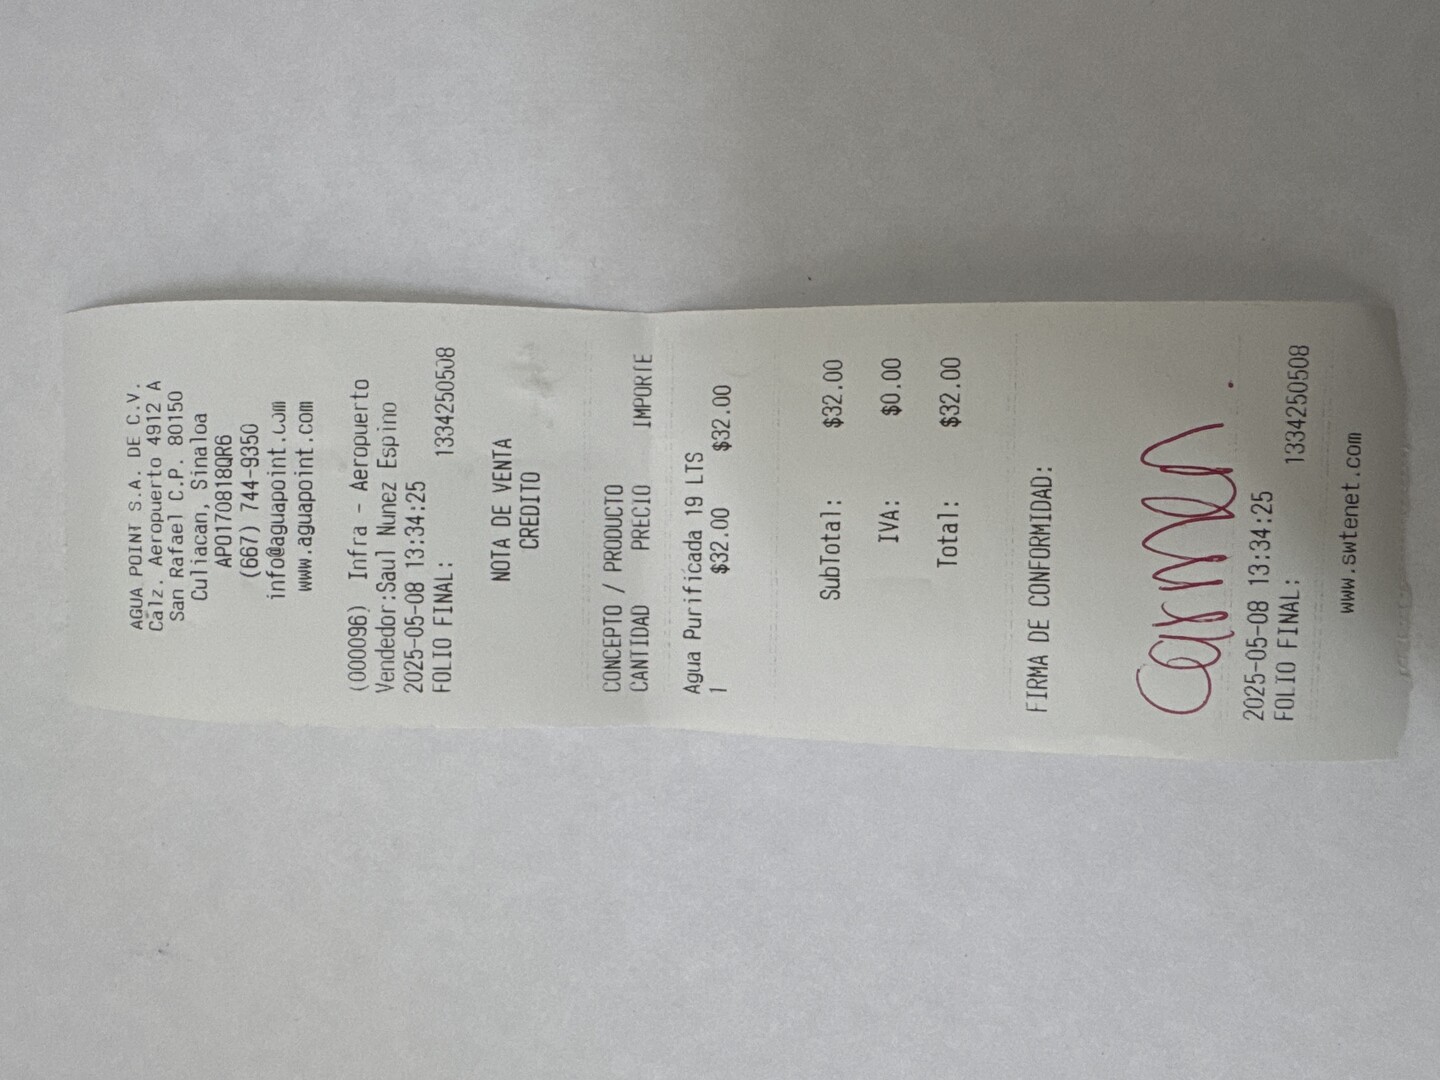 AGUA POINT S.A. DE C.V.
Calz. Aeropuerto 4912 A
San Rafael C.P. 80150
Culiacan, Sinaloa
APO170818QR6
(667) 744-9350
info@aguapoint.com
www.aguapoint.com
(000096) Infra - Aeropuerto
Vendedor:Saul Nunez Espino
2025-05-08 13:34:25
FOLIO FINAL: 1334250508
NOTA DE VENTA
CREDITO
CONCEPTO / PRODUCTO
CANTIDAD PRECIO IMPORTE
Agua Purificada 19 LTS
1 $32.00 $32.00
SubTotal: $32.00
IVA: $0.00
Total: $32.00
FIRMA DE CONFORMIDAD:
Carmen
2025-05-08 13:34:25
FOLIO FINAL: 1334250508
www.swtenet.com